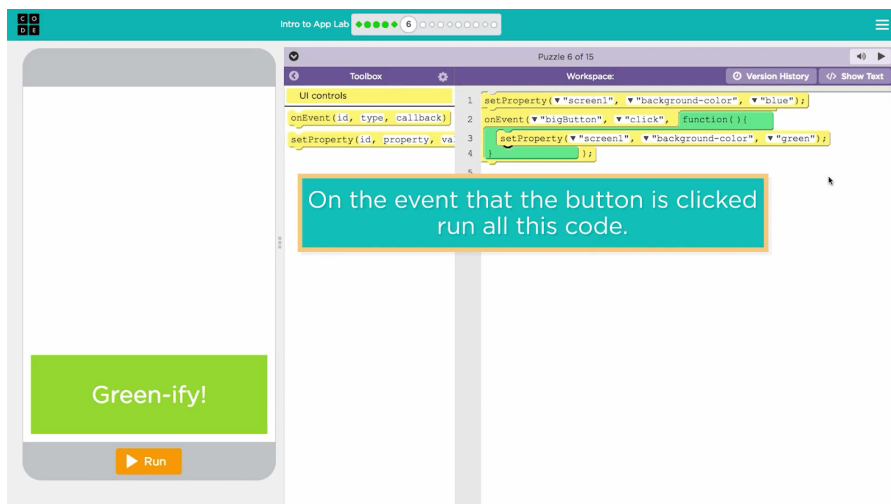 CODE
Intro to App Lab 6
Puzzle 6 of 15
Toolbox
Workspace:
Version History
</> Show Text
UI controls
onEvent(id, type, callback)
setProperty(id, property, va
1 setProperty(▼"screen1", ▼"background-color", ▼"blue");
2 onEvent(▼"bigButton", ▼"click", function(){
3 setProperty(▼"screen1", ▼"background-color", ▼"green");
4 } );
5
On the event that the button is clicked
run all this code.
Green-ify!
Run